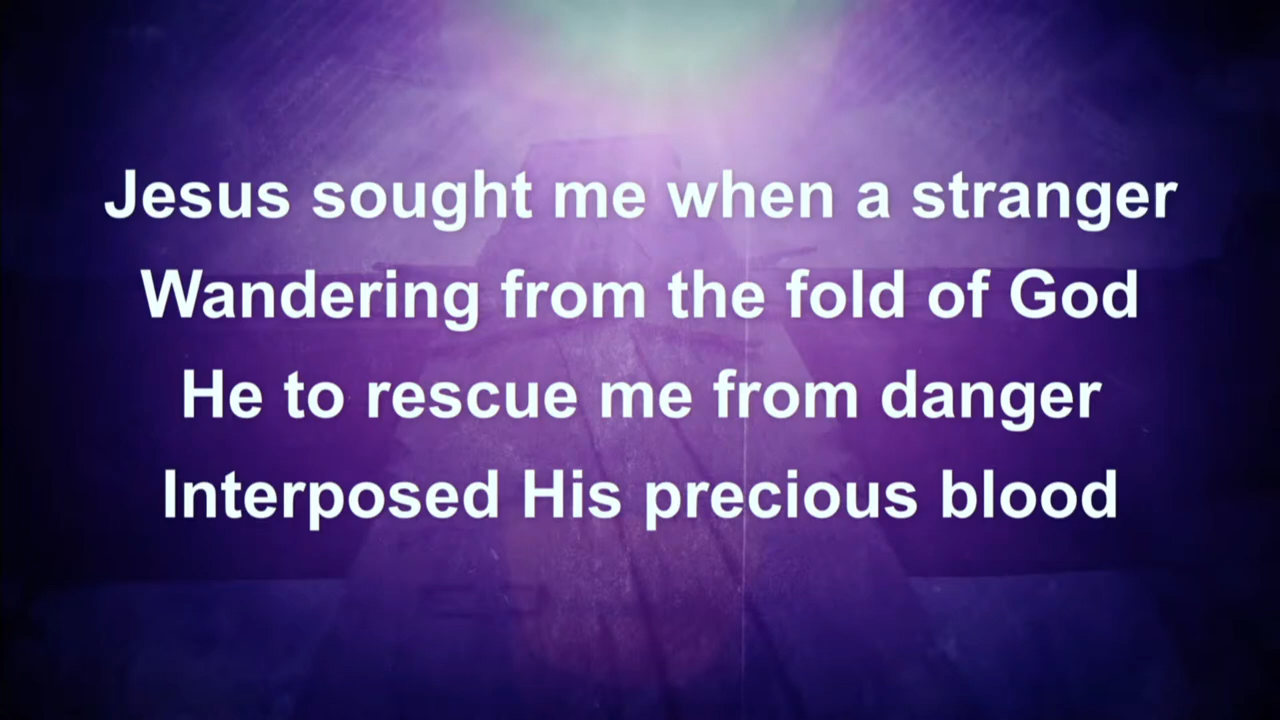 Jesus sought me when a stranger
Wandering from the fold of God
He to rescue me from danger
Interposed His precious blood